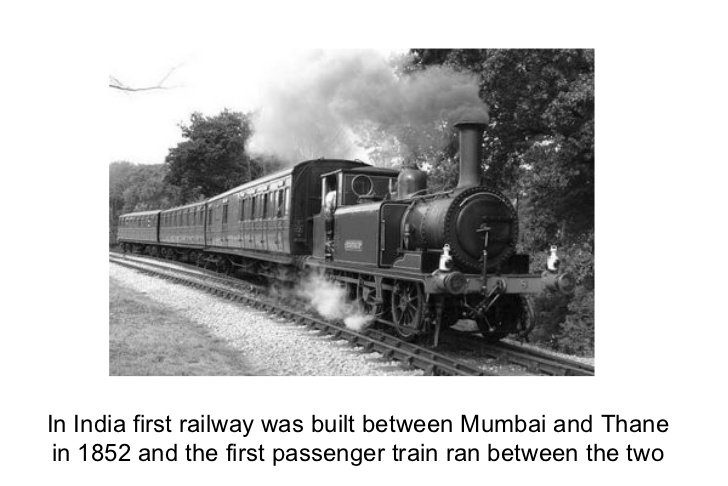 In India first railway was built between Mumbai and Thane
in 1852 and the first passenger train ran between the two